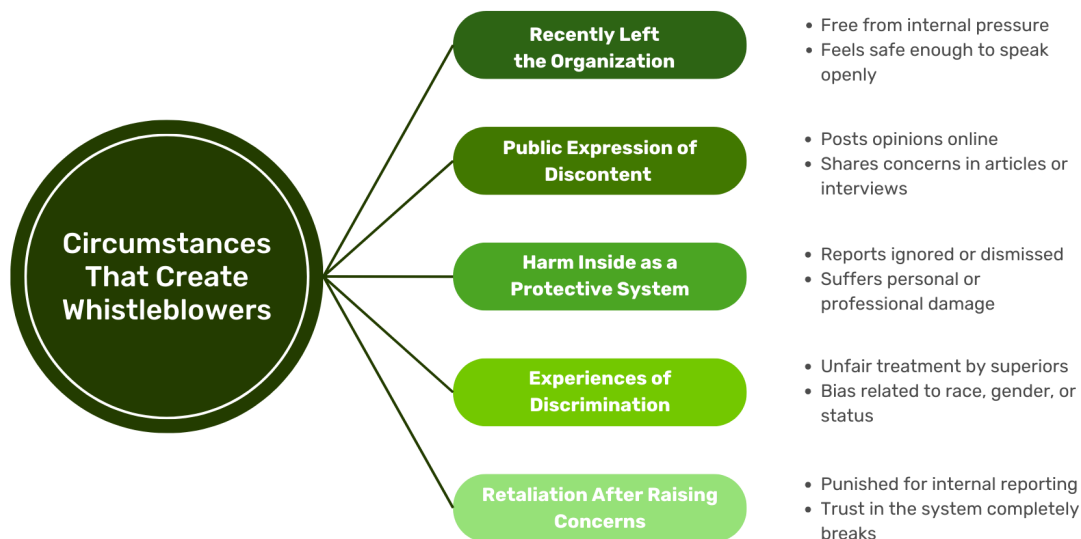 Circumstances
That Create
Whistleblowers
Recently Left
the Organization
• Free from internal pressure
• Feels safe enough to speak
openly
Public Expression of
Discontent
• Posts opinions online
• Shares concerns in articles or
interviews
Harm Inside as a
Protective System
• Reports ignored or dismissed
• Suffers personal or
professional damage
Experiences of
Discrimination
• Unfair treatment by superiors
• Bias related to race, gender, or
status
Retaliation After Raising
Concerns
• Punished for internal reporting
• Trust in the system completely
breaks